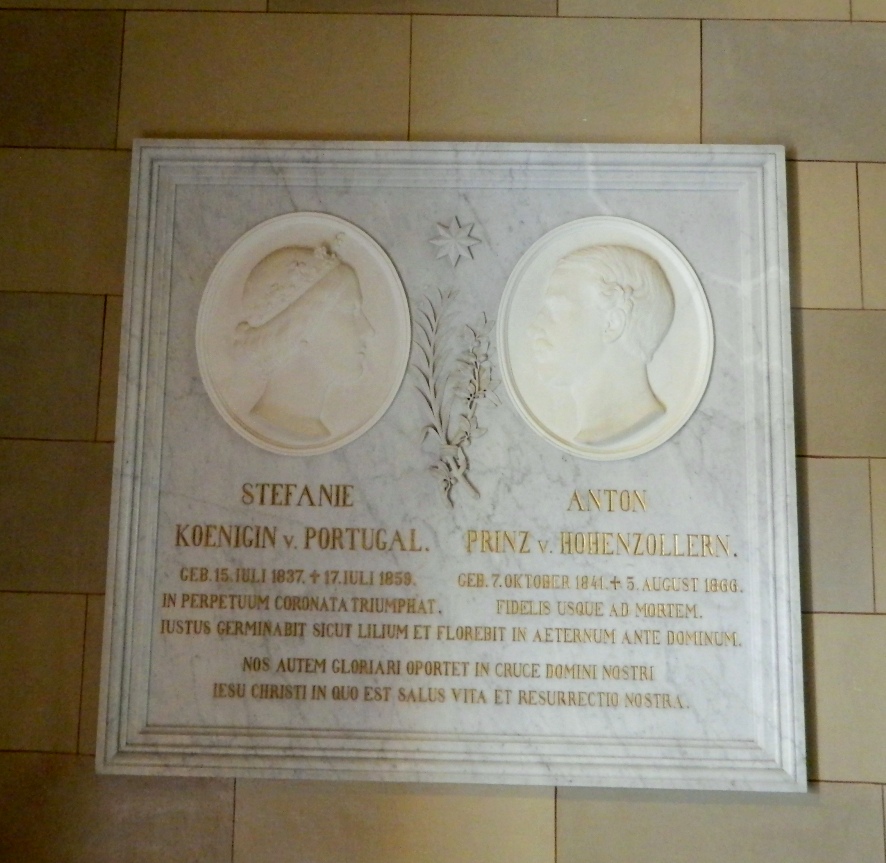 STEFANIE
KOENIGIN v. PORTUGAL.
GEB. 15. IULI 1837. ✝ 17. IULI 1859.
IN PERPETUUM CORONATA TRIUMPHAT.
ANTON
PRINZ v. HOHENZOLLERN.
GEB. 7. OKTOBER 1841. ✝ 5. AUGUST 1866.
FIDELIS USQUE AD MORTEM.
IUSTUS GERMINABIT SICUT LILIUM ET FLOREBIT IN AETERNUM ANTE DOMINUM.
NOS AUTEM GLORIARI OPORTET IN CRUCE DOMINI NOSTRI
IESU CHRISTI IN QUO EST SALUS VITA ET RESURRECTIO NOSTRA.